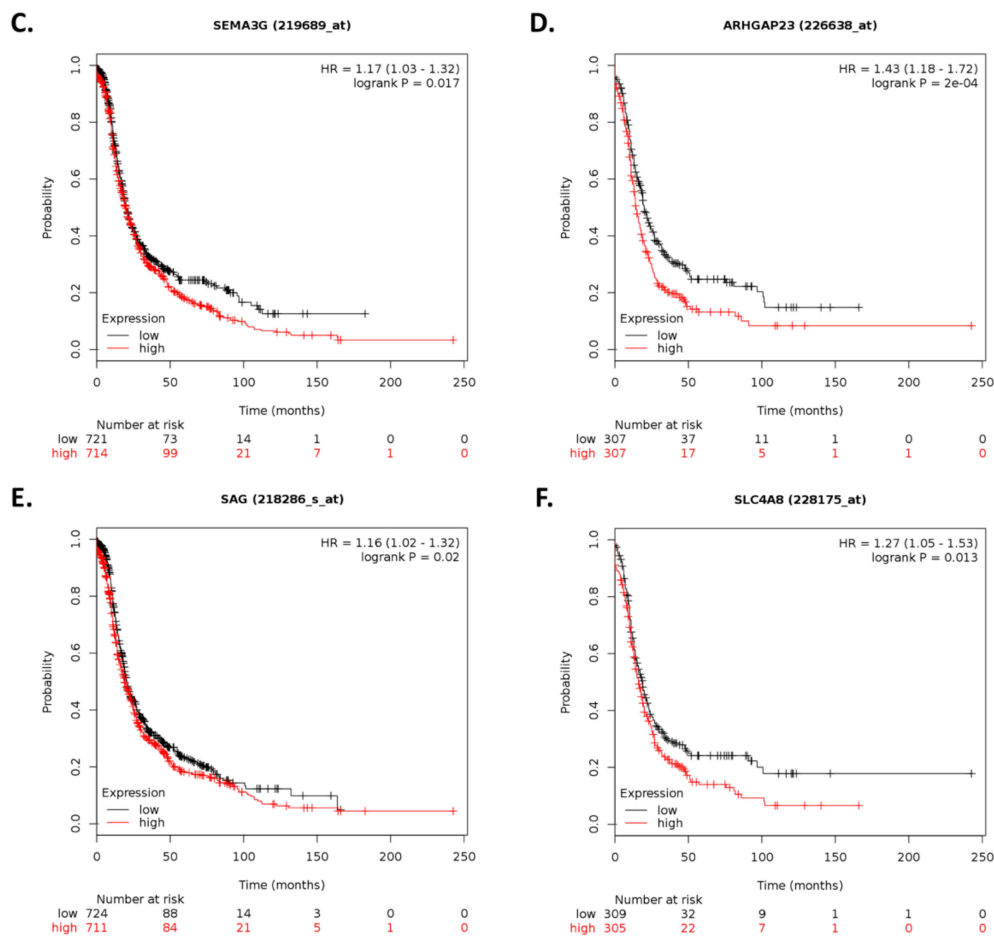 C.
SEMA3G (219689_at)
HR = 1.17 (1.03 - 1.32)
logrank P = 0.017
Probability
1.0
0.8
0.6
0.4
0.2
0.0
Expression
low
high
0 50 100 150 200 250
Time (months)
Number at risk
low 721 73 14 1 0 0
high 714 99 21 7 1 0
D.
ARHGAP23 (226638_at)
HR = 1.43 (1.18 - 1.72)
logrank P = 2e-04
Probability
1.0
0.8
0.6
0.4
0.2
0.0
Expression
low
high
0 50 100 150 200 250
Time (months)
Number at risk
low 307 37 11 1 0 0
high 307 17 5 1 1 0
E.
SAG (218286_s_at)
HR = 1.16 (1.02 - 1.32)
logrank P = 0.02
Probability
1.0
0.8
0.6
0.4
0.2
0.0
Expression
low
high
0 50 100 150 200 250
Time (months)
Number at risk
low 724 88 14 3 0 0
high 711 84 21 5 1 0
F.
SLC4A8 (228175_at)
HR = 1.27 (1.05 - 1.53)
logrank P = 0.013
Probability
1.0
0.8
0.6
0.4
0.2
0.0
Expression
low
high
0 50 100 150 200 250
Time (months)
Number at risk
low 309 32 9 1 1 0
high 305 22 7 1 0 0